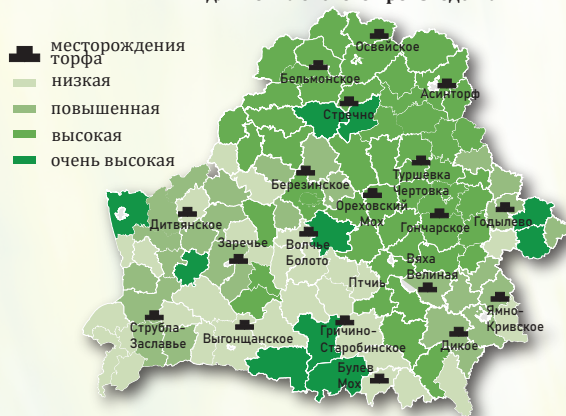 месторождения
торфа
низкая
повышенная
высокая
очень высокая
Освейское
Бельмонское
Асинторф
Стречно
Березинское
Туршевка
Чертовка
Ореховский
Мох
Дитвянское
Гончарское
Годылево
Заречье
Волчье
Болото
Вяха
Велиная
Птчиь
Ямно-
Кривское
Струбла-
Заславье
Выгонщанское
Гричино-
Старобинское
Дикое
Булев
Мох